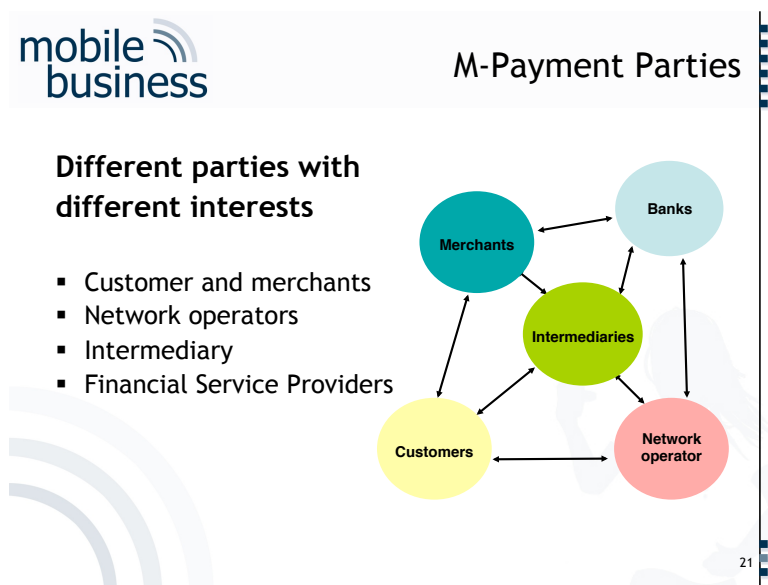 mobile
business
M-Payment Parties
Different parties with
different interests
▪ Customer and merchants
▪ Network operators
▪ Intermediary
▪ Financial Service Providers
Banks
Merchants
Intermediaries
Customers
Network
operator
21